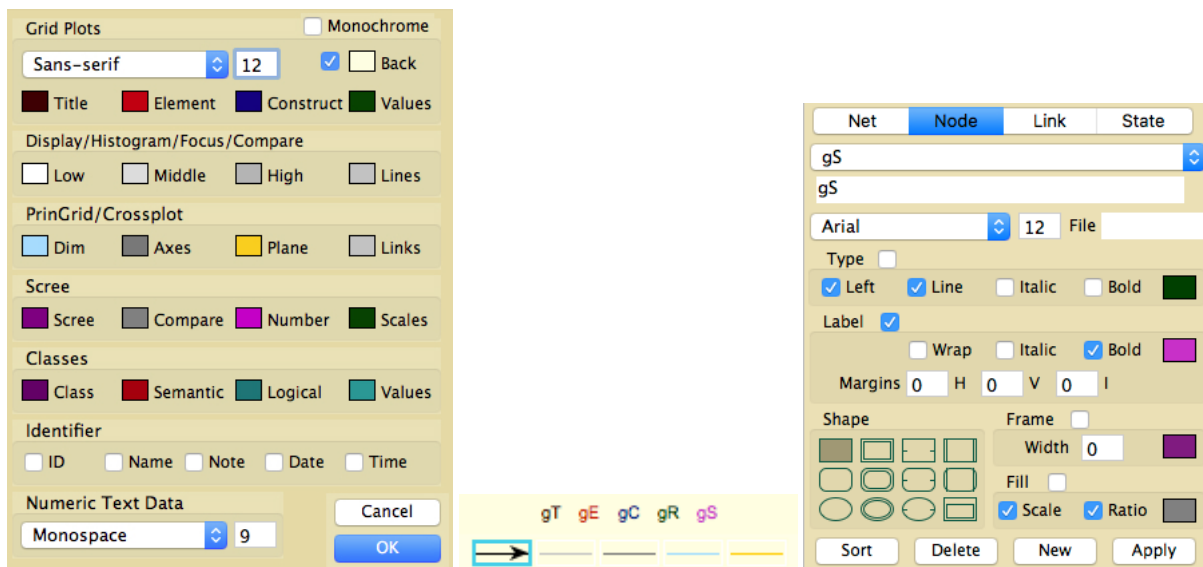 Grid Plots Monochrome
Sans-serif 12 Back
Title Element Construct Values
Display/Histogram/Focus/Compare
Low Middle High Lines
PrinGrid/Crossplot
Dim Axes Plane Links
Scree
Scree Compare Number Scales
Classes
Class Semantic Logical Values
Identifier
ID Name Note Date Time
Numeric Text Data
Monospace 9
Cancel
OK
gT gE gC gR gS
Net Node Link State
gS
gS
Arial 12 File
Type
Left Line Italic Bold
Label
Wrap Italic Bold
Margins 0 H 0 V 0 I
Shape
Frame
Width 0
Fill
Scale Ratio
Sort Delete New Apply